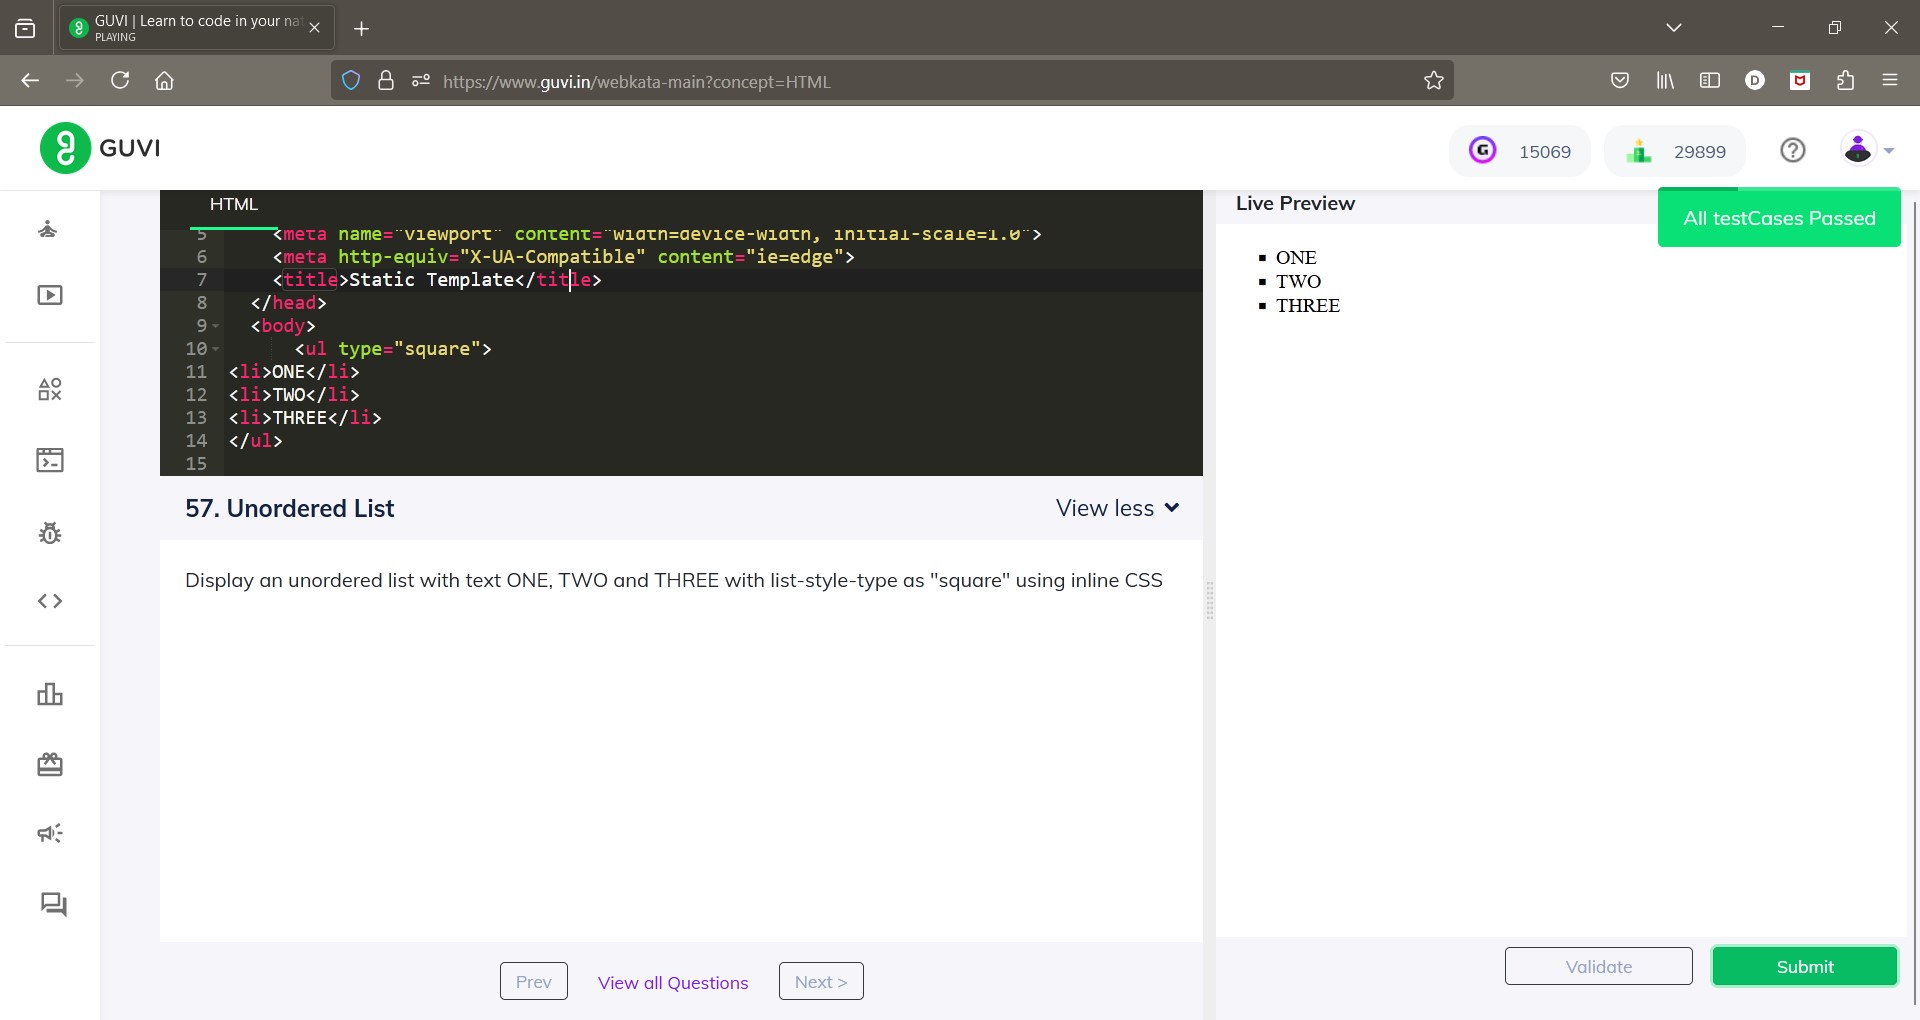 GUVI | Learn to code in your nat
PLAYING
https://www.guvi.in/webkata-main?concept=HTML
GUVI
15069
29899
HTML
Live Preview
All testCases Passed
5 <meta name="viewport" content="width=device-width, initial-scale=1.0">
6 <meta http-equiv="X-UA-Compatible" content="ie=edge">
7 <title>Static Template</title>
8 </head>
9 <body>
10 <ul type="square">
11 <li>ONE</li>
12 <li>TWO</li>
13 <li>THREE</li>
14 </ul>
15
ONE
TWO
THREE
57. Unordered List
View less
Display an unordered list with text ONE, TWO and THREE with list-style-type as "square" using inline CSS
Prev
View all Questions
Next >
Validate
Submit